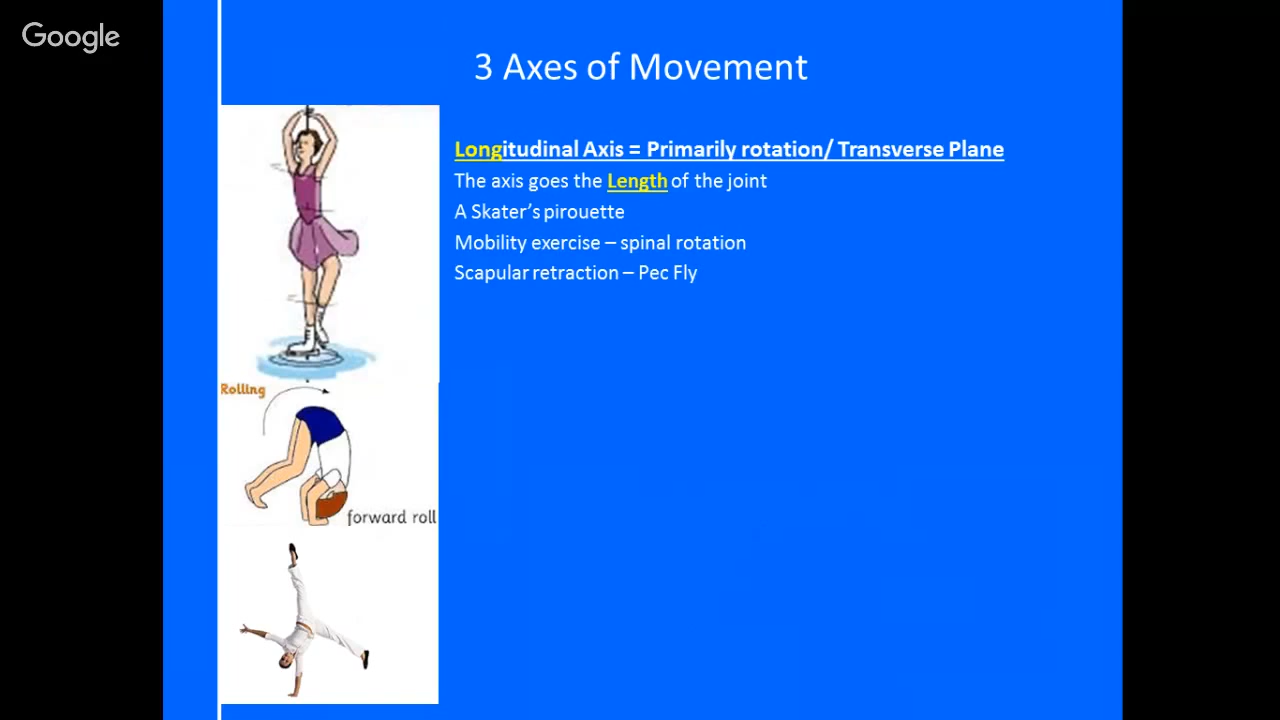 Google
3 Axes of Movement
Longitudinal Axis = Primarily rotation/ Transverse Plane
The axis goes the Length of the joint
A Skater's pirouette
Mobility exercise – spinal rotation
Scapular retraction – Pec Fly
Rolling
forward roll